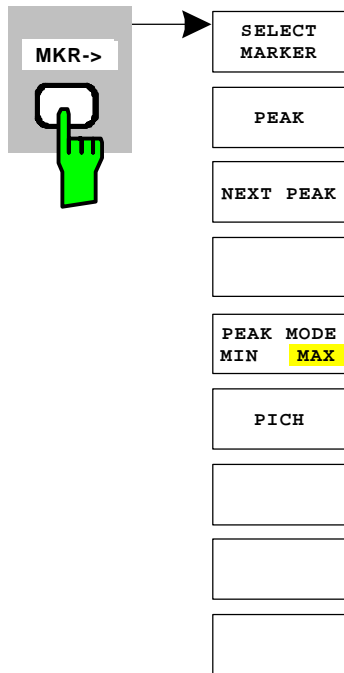 MKR->
SELECT
MARKER
PEAK
NEXT PEAK
PEAK MODE
MIN MAX
PICH